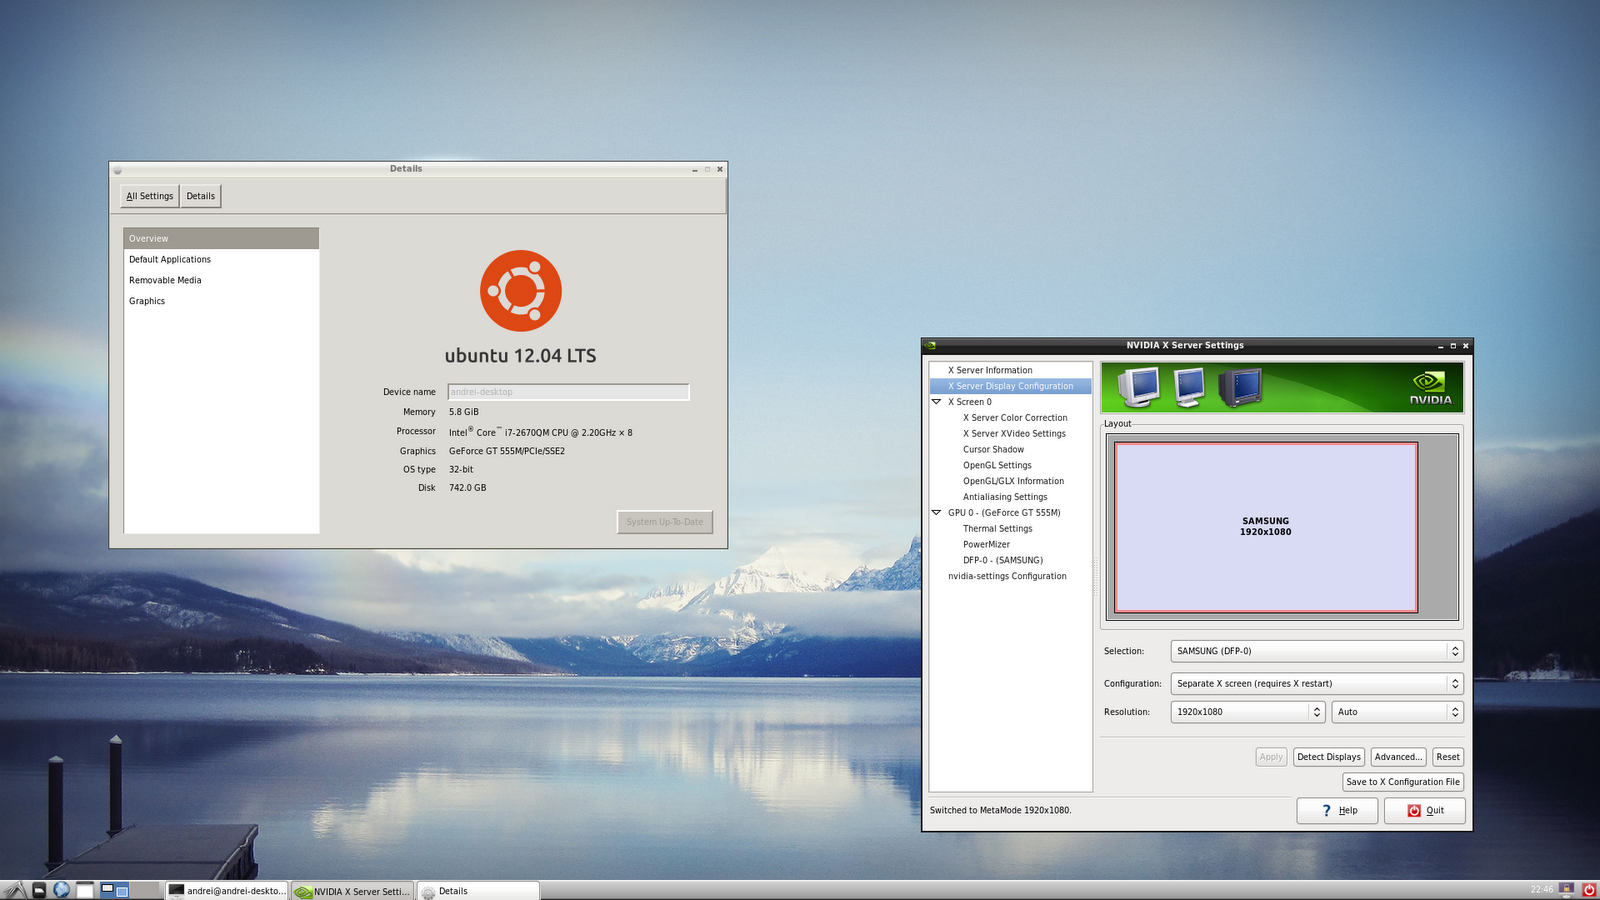 Details
All Settings
Details
Overview
Default Applications
Removable Media
Graphics
ubuntu 12.04 LTS
Device name andrei-desktop
Memory 5.8 GiB
Processor Intel® Core™ i7-2670QM CPU @ 2.20GHz × 8
Graphics GeForce GT 555M/PCIe/SSE2
OS type 32-bit
Disk 742.0 GB
System Up-To-Date
NVIDIA X Server Settings
X Server Information
X Server Display Configuration
X Screen 0
X Server Color Correction
X Server XVideo Settings
Cursor Shadow
OpenGL Settings
OpenGL/GLX Information
Antialiasing Settings
GPU 0 - (GeForce GT 555M)
Thermal Settings
PowerMizer
DFP-0 - (SAMSUNG)
nvidia-settings Configuration
NVIDIA
Layout
SAMSUNG
1920x1080
Selection: SAMSUNG (DFP-0)
Configuration: Separate X screen (requires X restart)
Resolution: 1920x1080 Auto
Apply Detect Displays Advanced... Reset
Save to X Configuration File
Switched to MetaMode 1920x1080.
Help Quit
andrei@andrei-deskto... NVIDIA X Server Setti... Details 22:46